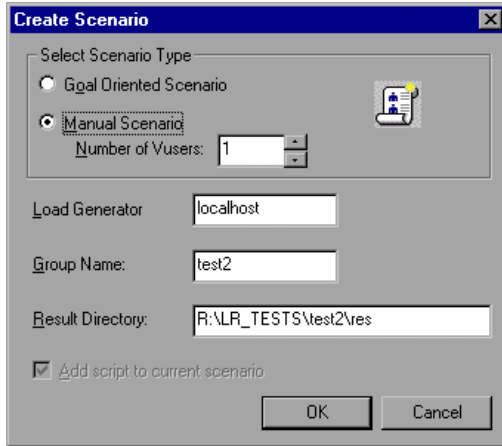 Create Scenario
Select Scenario Type
Goal Oriented Scenario
Manual Scenario
Number of Vusers: 1
Load Generator localhost
Group Name: test2
Result Directory: R:\LR_TESTS\test2\res
Add script to current scenario
OK Cancel